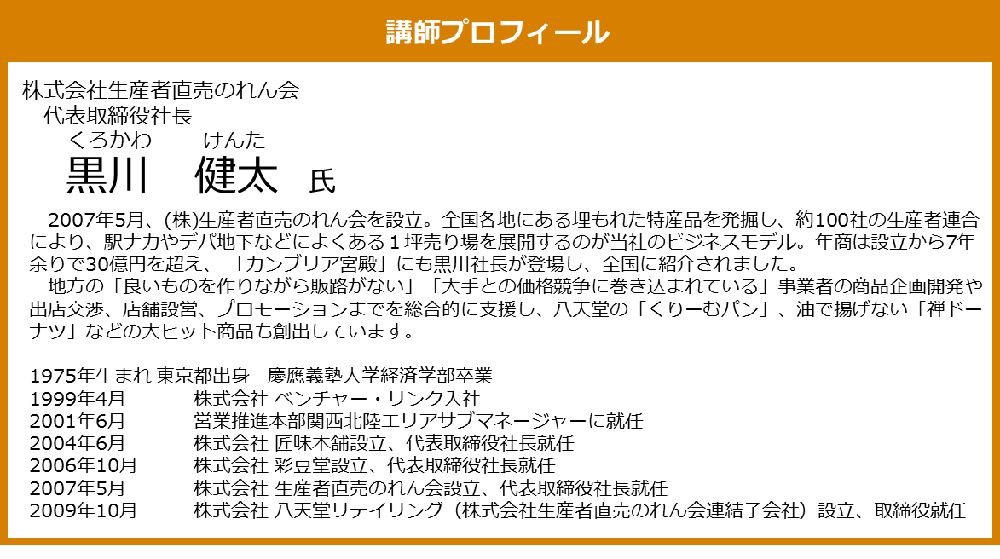 講師プロフィール
株式会社生産者直売のれん会
代表取締役社長
くろかわ　けんた
黒川　健太　氏
2007年5月、(株)生産者直売のれん会を設立。全国各地にある埋もれた特産品を発掘し、約100社の生産者連合
により、駅ナカやデパ地下などによくある１坪売り場を展開するのが当社のビジネスモデル。年商は設立から7年
余りで30億円を超え、「カンブリア宮殿」にも黒川社長が登場し、全国に紹介されました。
地方の「良いものを作りながら販路がない」「大手との価格競争に巻き込まれている」事業者の商品企画開発や
出店交渉、店舗設営、プロモーションまでを総合的に支援し、八天堂の「くりーむパン」、油で揚げない「禅ドー
ナツ」などの大ヒット商品も創出しています。
1975年生まれ 東京都出身　慶應義塾大学経済学部卒業
1999年4月　株式会社 ベンチャー・リンク入社
2001年6月　営業推進本部関西北陸エリアサブマネージャーに就任
2004年6月　株式会社 匠味本舗設立、代表取締役社長就任
2006年10月　株式会社 彩豆堂設立、代表取締役社長就任
2007年5月　株式会社 生産者直売のれん会設立、代表取締役社長就任
2009年10月　株式会社 八天堂リテイリング（株式会社生産者直売のれん会連結子会社）設立、取締役就任